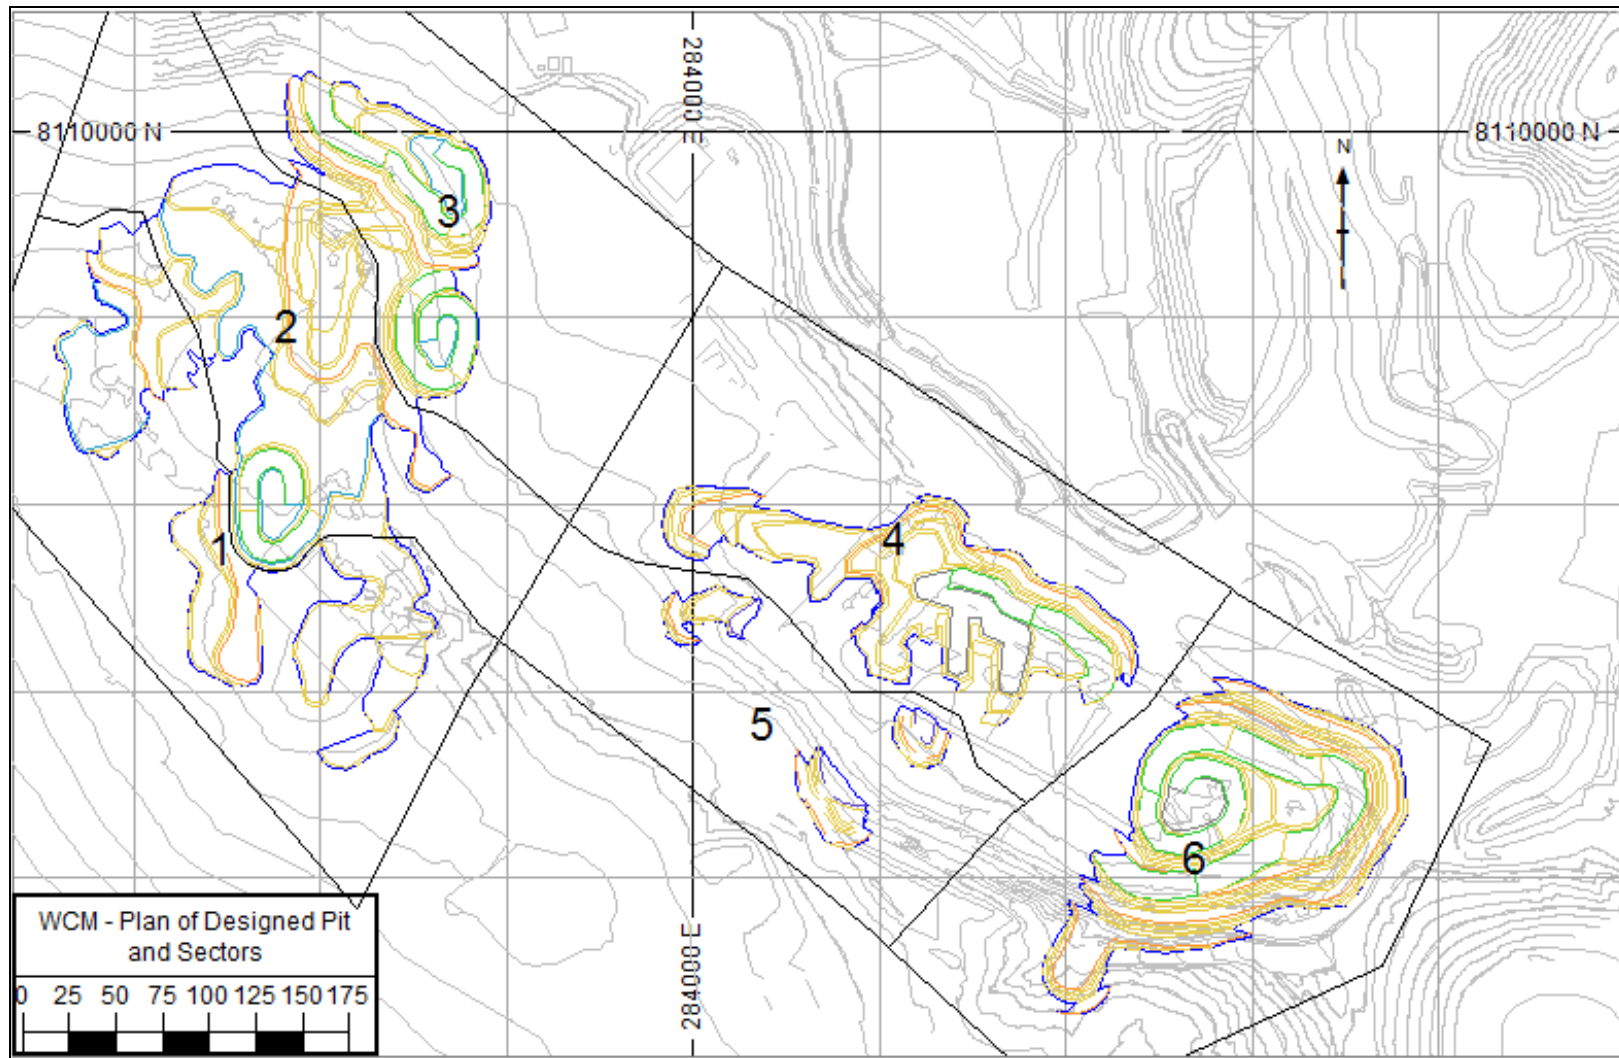 284000 E
8110000 N
8110000 N
N
3
2
4
1
5
6
WCM - Plan of Designed Pit
and Sectors
0 25 50 75 100 125 150 175
284000 E